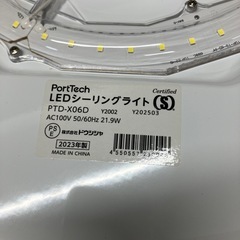 PortTech
Certified
LEDシーリングライト
S
PTD-X06D Y2002 Y202503
AC100V 50/60Hz 21.9W
PSE 株式会社ドウシシャ
2023年製
MADE IN CHINA